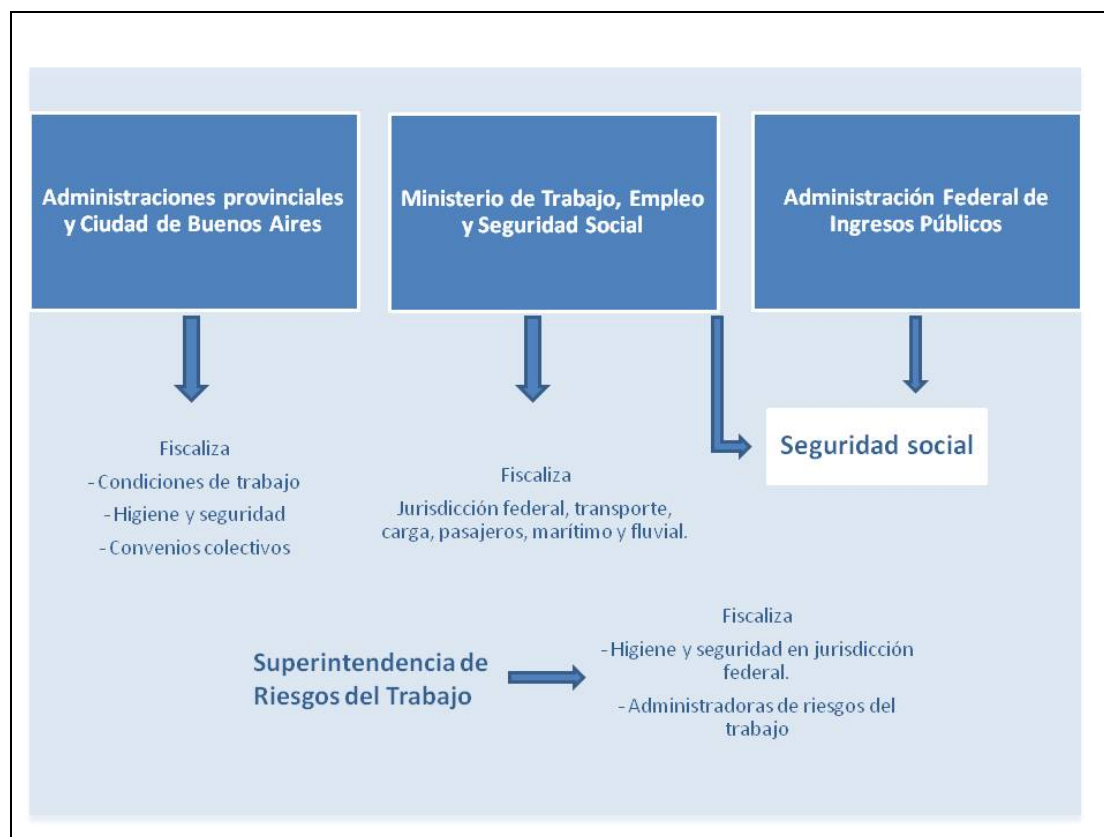 Administraciones provinciales
y Ciudad de Buenos Aires
Ministerio de Trabajo, Empleo
y Seguridad Social
Administración Federal de
Ingresos Públicos
Fiscaliza
- Condiciones de trabajo
- Higiene y seguridad
- Convenios colectivos
Fiscaliza
Jurisdicción federal, transporte,
carga, pasajeros, marítimo y fluvial.
Seguridad social
Superintendencia de
Riesgos del Trabajo
Fiscaliza
- Higiene y seguridad en jurisdicción
federal.
- Administradoras de riesgos del
trabajo